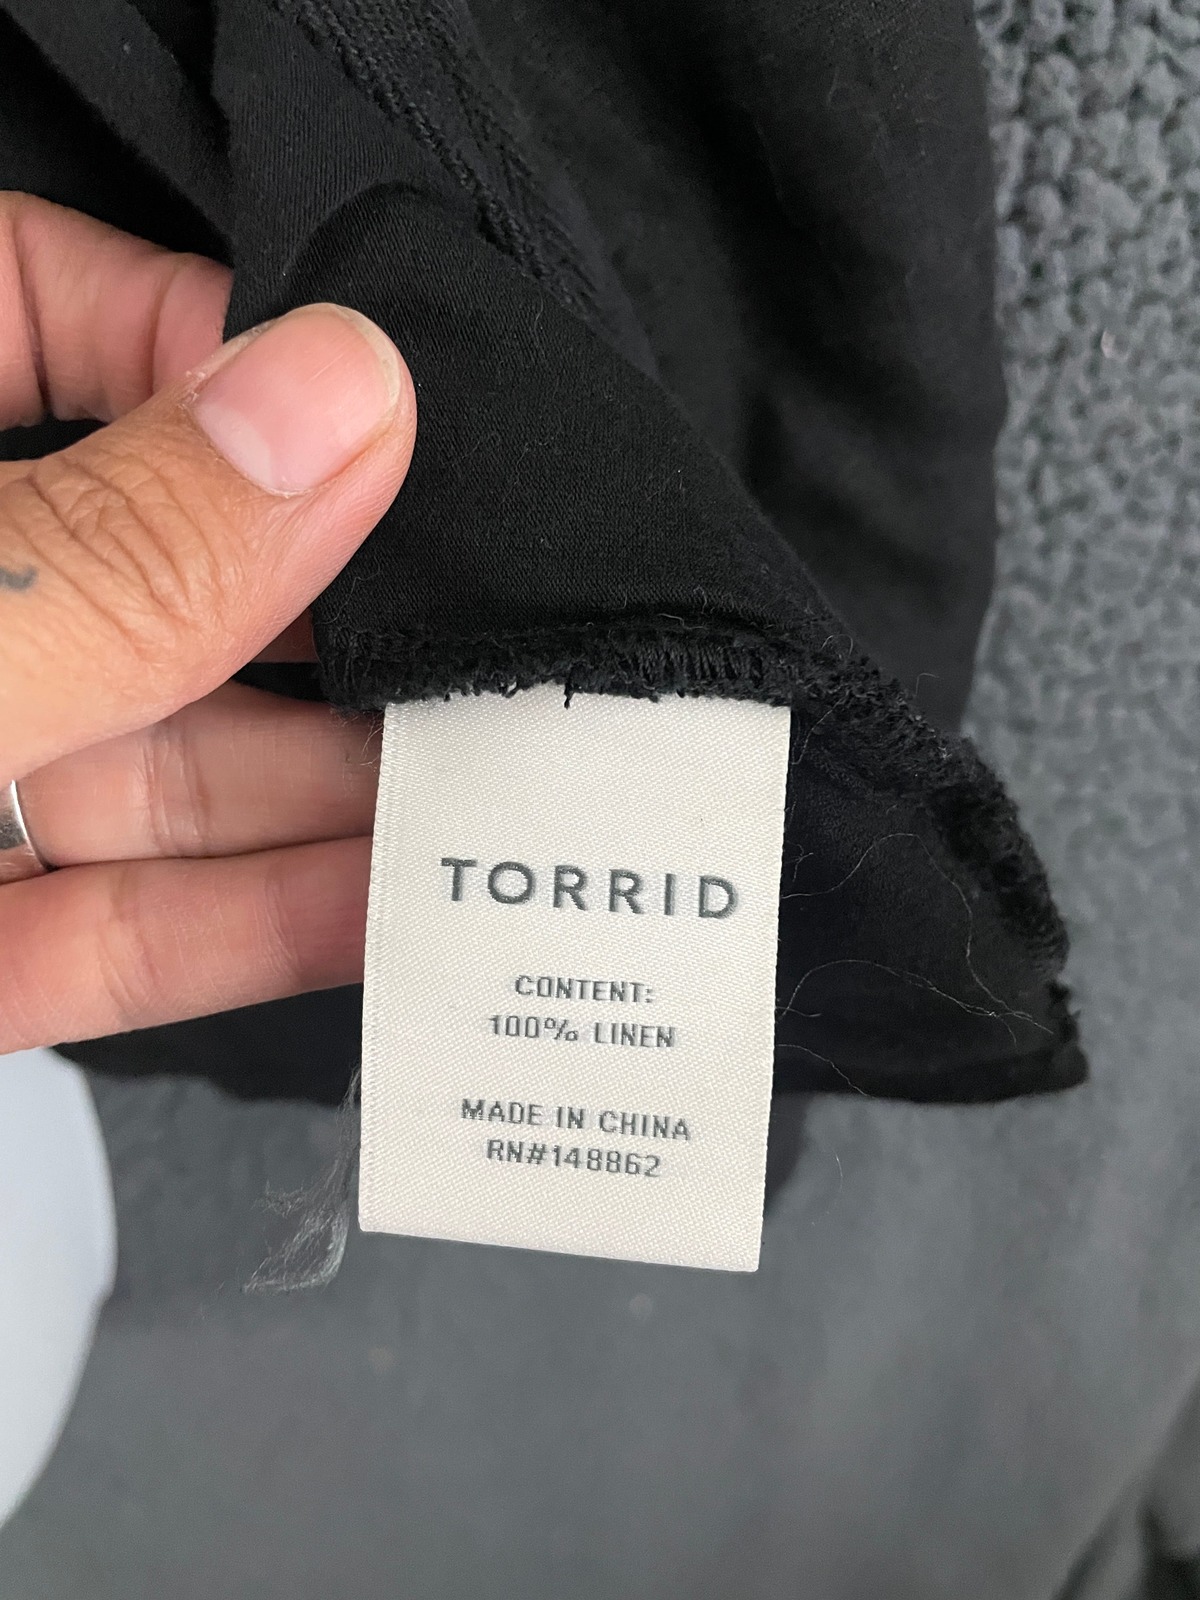 TORRID
CONTENT:
100% LINEN
MADE IN CHINA
RN#148862